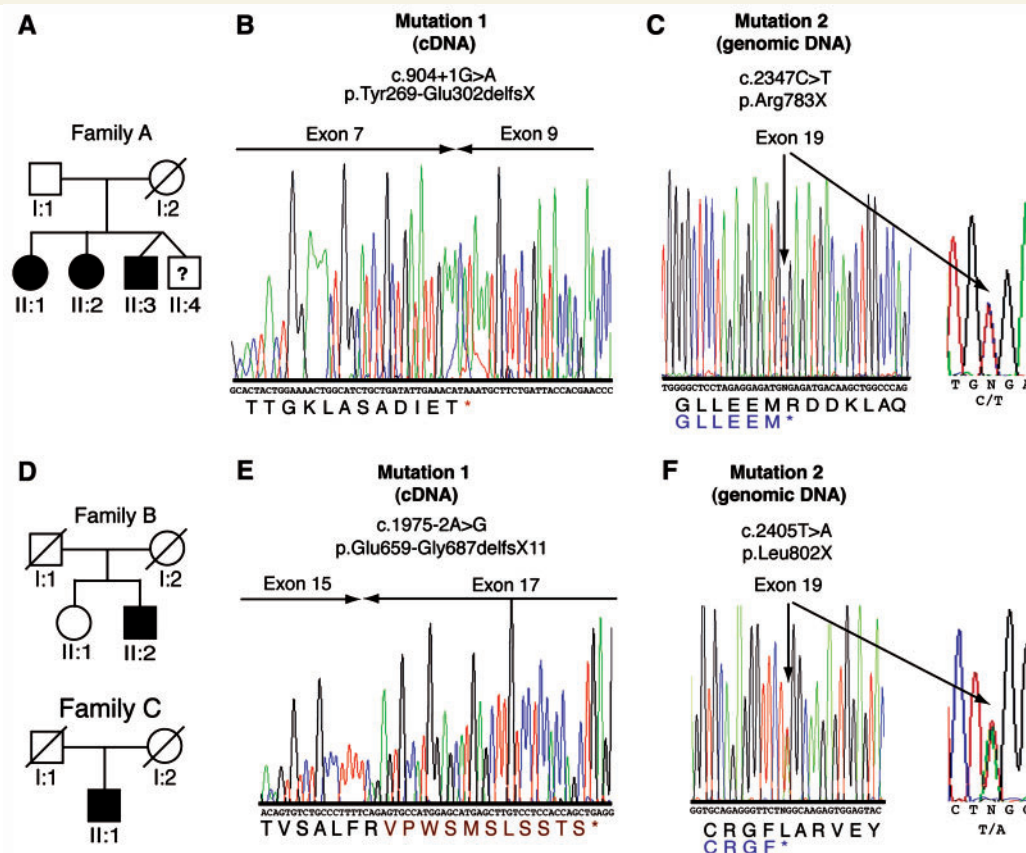 A
Family A
I:1
I:2
II:1
II:2
II:3
?
II:4
B
Mutation 1
(cDNA)
c.904+1G>A
p.Tyr269-Glu302delfsX
Exon 7
Exon 9
GCACTACTGGAAAACTGGCATCTGCTGATATTGAAACATAAATGCTTCTGATTACCACGAACCC
T T G K L A S A D I E T *
C
Mutation 2
(genomic DNA)
c.2347C>T
p.Arg783X
Exon 19
TGGGGCTCCTAGAGGAGATGNGAGATGACAAGCTGGCCCAG
G L L E E M R D D K L A Q
G L L E E M *
T G N G A
C/T
D
Family B
I:1
I:2
II:1
II:2
Family C
I:1
I:2
II:1
E
Mutation 1
(cDNA)
c.1975-2A>G
p.Glu659-Gly687delfsX11
Exon 15
Exon 17
ACAGTGTCTGCCCTTTTCAGAGTGCCATGGAGCATGAGCTTGTCCTCCACCAGCTGAGG
T V S A L F R V P W S M S L S S T S *
F
Mutation 2
(genomic DNA)
c.2405T>A
p.Leu802X
Exon 19
GGTGCAGAGGGTTCTNGGCAAGAGTGGAGTAC
C R G F L A R V E Y
C R G F *
C T N G
T/A